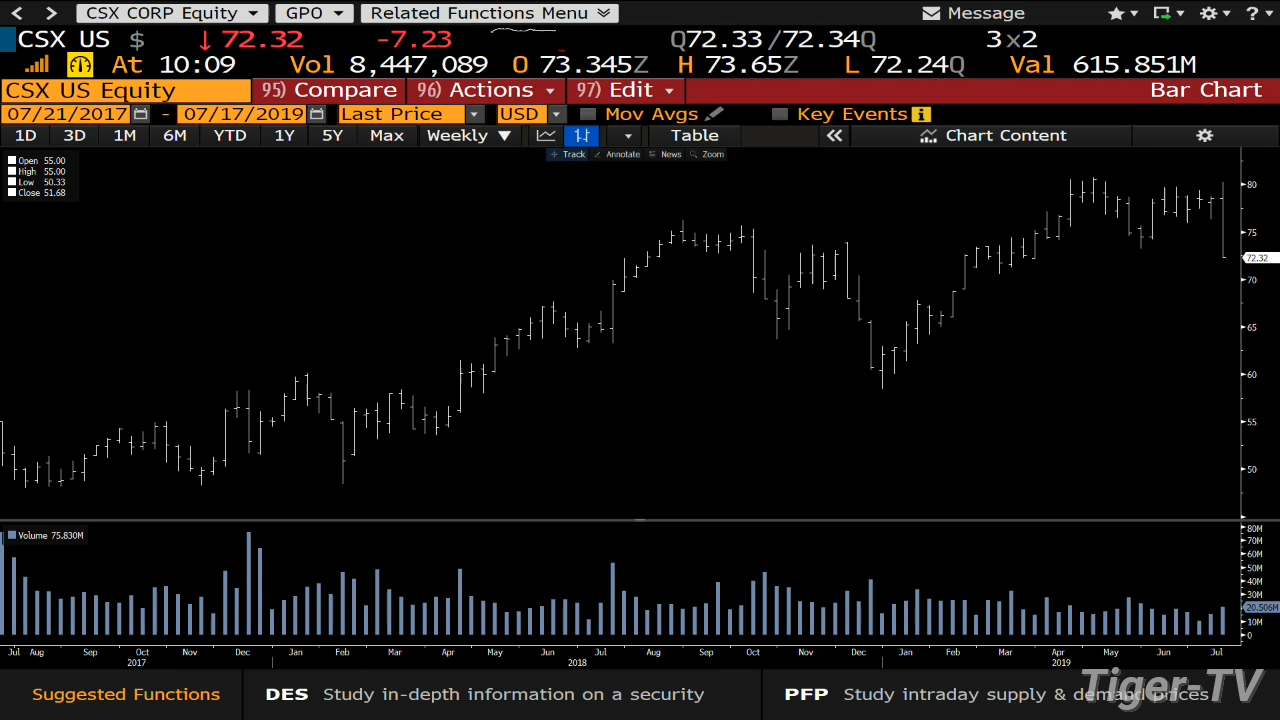 CSX CORP Equity GPO Related Functions Menu Message ?
CSX US $ ↓72.32 -7.23 Q72.33/72.34Q 3x2
At 10:09 Vol 8,447,089 O 73.345Z H 73.65Z L 72.24Q Val 615.851M
CSX US Equity 95) Compare 96) Actions 97) Edit Bar Chart
07/21/2017 - 07/17/2019 Last Price USD Mov Avgs Key Events i
1D 3D 1M 6M YTD 1Y 5Y Max Weekly ▼ Table « Chart Content
Track Annotate News Zoom
Open 55.00
High 55.00
Low 50.33
Close 51.68
80
75
72.32
70
65
60
55
50
Volume 75.830M
80M
70M
60M
50M
40M
30M
20.506M
10M
0
Jul Aug Sep Oct Nov Dec Jan Feb Mar Apr May Jun Jul Aug Sep Oct Nov Dec Jan Feb Mar Apr May Jun Jul
2017 2018 2019
Suggested Functions DES Study in-depth information on a security PFP Study intraday supply & demand prices
Tiger-TV